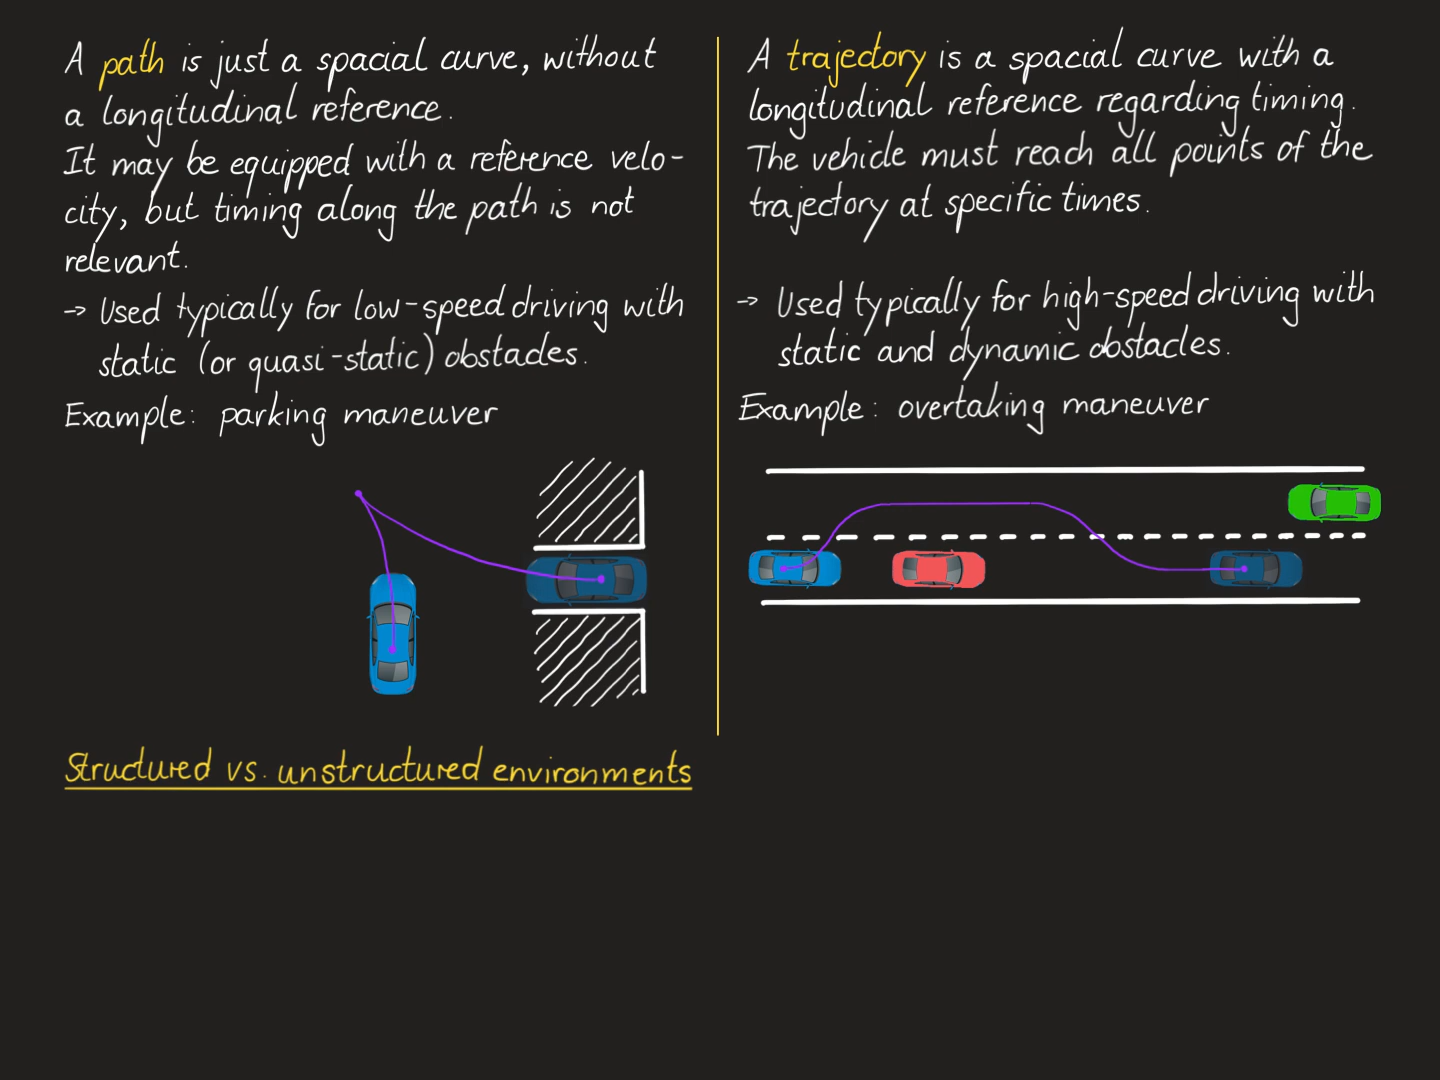 A path is just a spacial curve, without
a longitudinal reference.
It may be equipped with a reference velo-
city, but timing along the path is not
relevant.
→ Used typically for low-speed driving with
static (or quasi-static) obstacles.
Example: parking maneuver
A trajectory is a spacial curve with a
longitudinal reference regarding timing.
The vehicle must reach all points of the
trajectory at specific times.
→ Used typically for high-speed driving with
static and dynamic obstacles.
Example: overtaking maneuver
Structured vs. unstructured environments